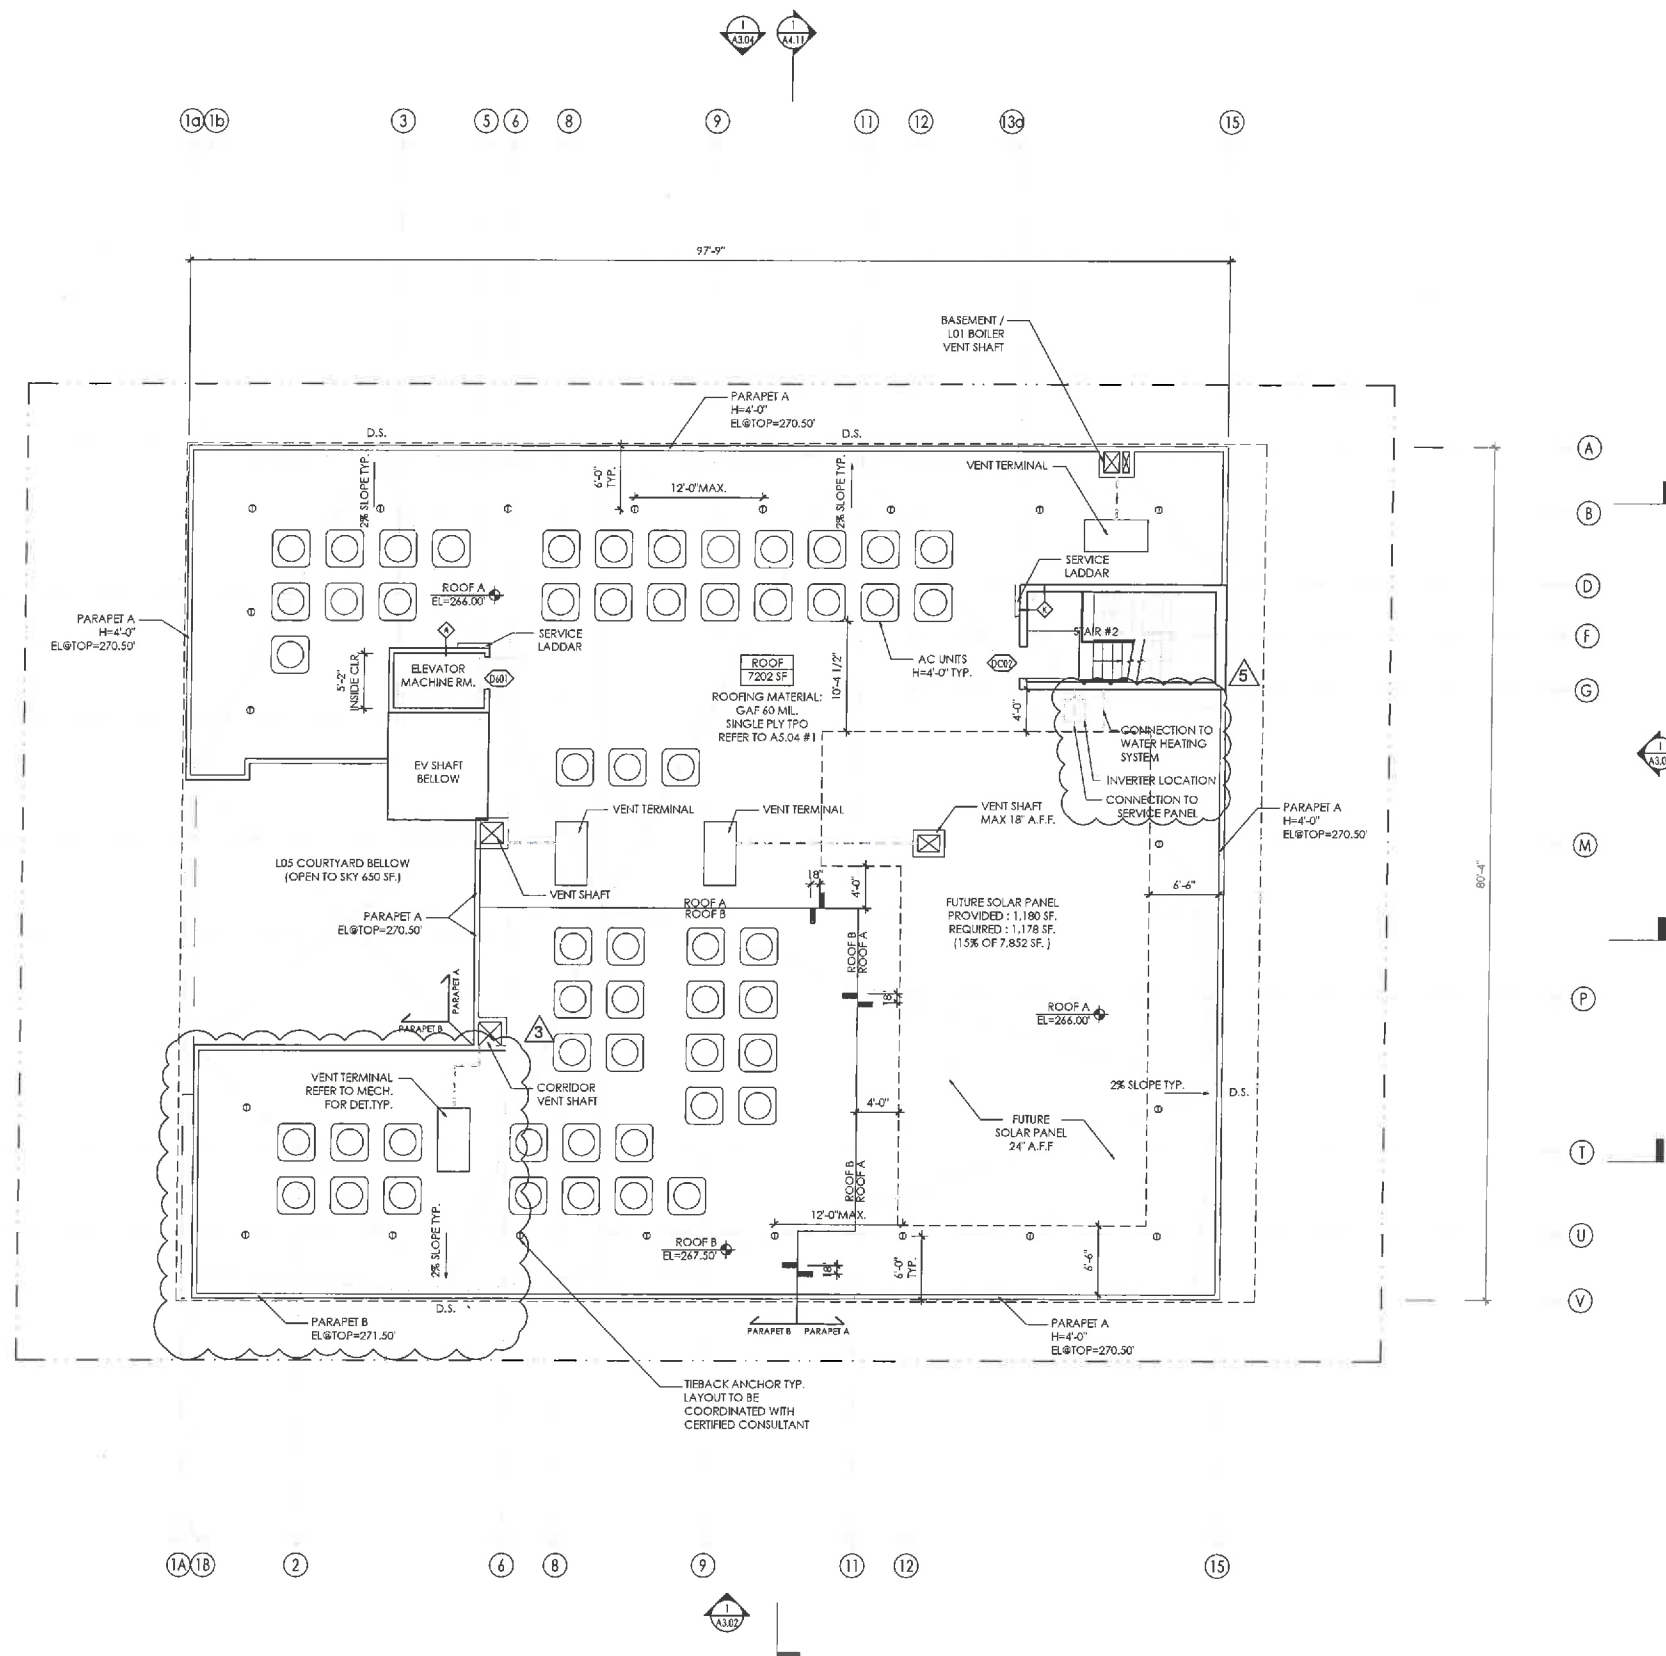 1
A3.04
1
A4.11
1a
1b
3
5
6
8
9
11
12
13a
15
97'-9"
BASEMENT /
L01 BOILER
VENT SHAFT
PARAPET A
H=4'-0"
EL@TOP=270.50'
D.S.
D.S.
A
2% SLOPE TYP.
6'-0"
TYP.
12'-0"MAX.
2% SLOPE TYP.
VENT TERMINAL
B
SERVICE
LADDAR
ROOF A
EL=266.00'
D
K
PARAPET A
H=4'-0"
EL@TOP=270.50'
A
SERVICE
LADDAR
STAIR #2
F
5'-2"
INSIDE CLR.
ELEVATOR
MACHINE RM.
D601
ROOF
7202 SF
ROOFING MATERIAL:
GAF 60 MIL.
SINGLE PLY TPO
REFER TO A5.04 #1
10'-4 1/2"
AC UNITS
H=4'-0" TYP.
DC02
5
G
4'-0"
CONNECTION TO
WATER HEATING
SYSTEM
INVERTER LOCATION
CONNECTION TO
SERVICE PANEL
1
EV SHAFT
BELLOW
VENT TERMINAL
VENT TERMINAL
VENT SHAFT
MAX 18" A.F.F.
PARAPET A
H=4'-0"
EL@TOP=270.50'
M
L05 COURTYARD BELLOW
(OPEN TO SKY 650 SF.)
VENT SHAFT
18"
4'-0"
6'-6"
80'-4"
ROOF A
ROOF B
PARAPET A
EL@TOP=270.50'
FUTURE SOLAR PANEL
PROVIDED : 1,180 SF.
REQUIRED : 1,178 SF.
(15% OF 7,852 SF. )
ROOF B
ROOF A
PARAPET A
PARAPET B
18"
ROOF A
EL=266.00'
P
3
VENT TERMINAL
REFER TO MECH.
FOR DET.TYP.
CORRIDOR
VENT SHAFT
2% SLOPE TYP.
D.S.
4'-0"
FUTURE
SOLAR PANEL
24" A.F.F
T
ROOF B
ROOF A
12'-0"MAX.
2% SLOPE TYP.
ROOF B
EL=267.50'
18"
6'-0"
TYP.
6'-6"
U
D.S.
V
PARAPET B
EL@TOP=271.50'
PARAPET B
PARAPET A
PARAPET A
H=4'-0"
EL@TOP=270.50'
TIEBACK ANCHOR TYP.
LAYOUT TO BE
COORDINATED WITH
CERTIFIED CONSULTANT
1A
1B
2
6
8
9
11
12
15
1
A3.02